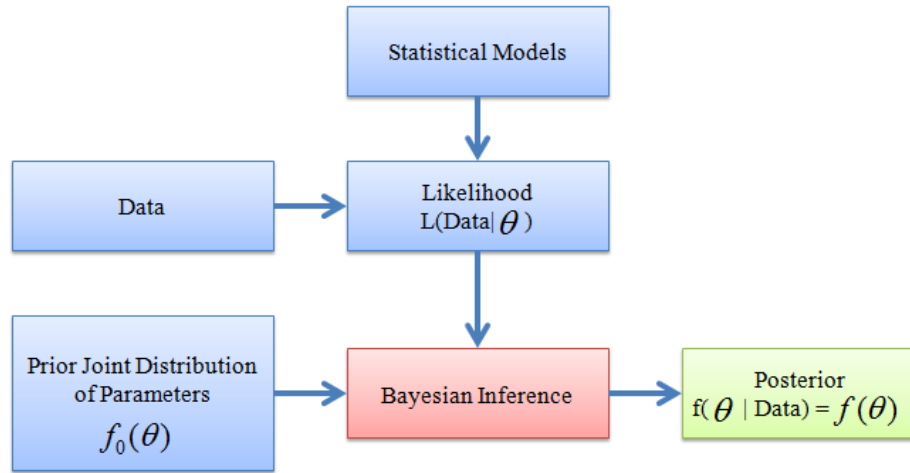 Statistical Models
Data
Likelihood
L(Data|θ)
Prior Joint Distribution
of Parameters
f₀(θ)
Bayesian Inference
Posterior
f(θ | Data) = f(θ)